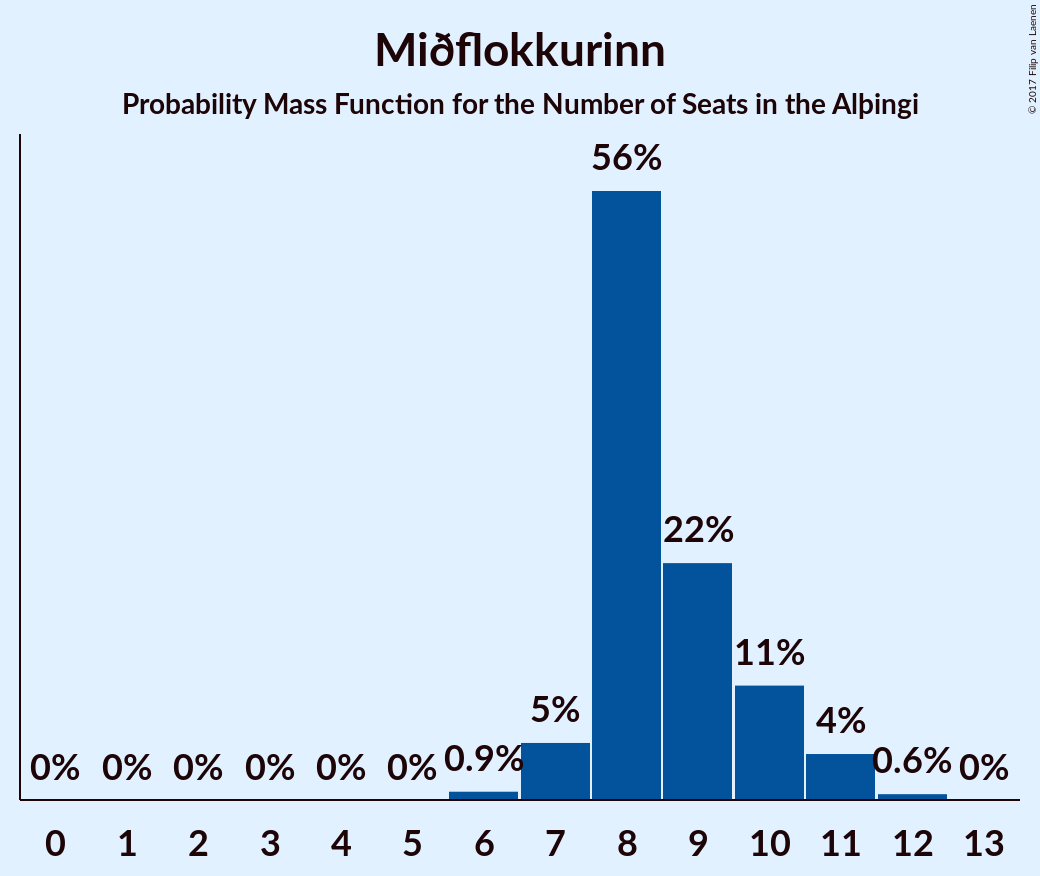 © 2017 Filip van Laenen
Miðflokkurinn
Probability Mass Function for the Number of Seats in the Alþingi
56%
22%
11%
5%
4%
0% 0% 0% 0% 0% 0% 0.9% 0.6% 0%
0 1 2 3 4 5 6 7 8 9 10 11 12 13